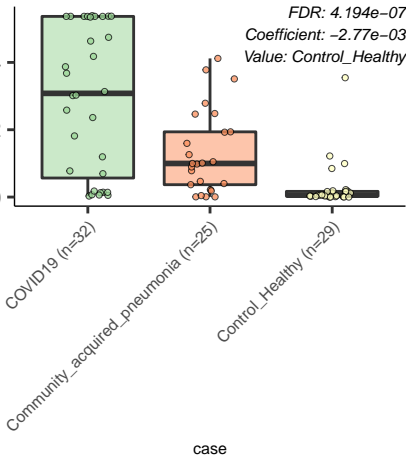 FDR: 4.194e−07
Coefficient: −2.77e−03
Value: Control_Healthy
COVID19 (n=32)
Community_acquired_pneumonia (n=25)
Control_Healthy (n=29)
case